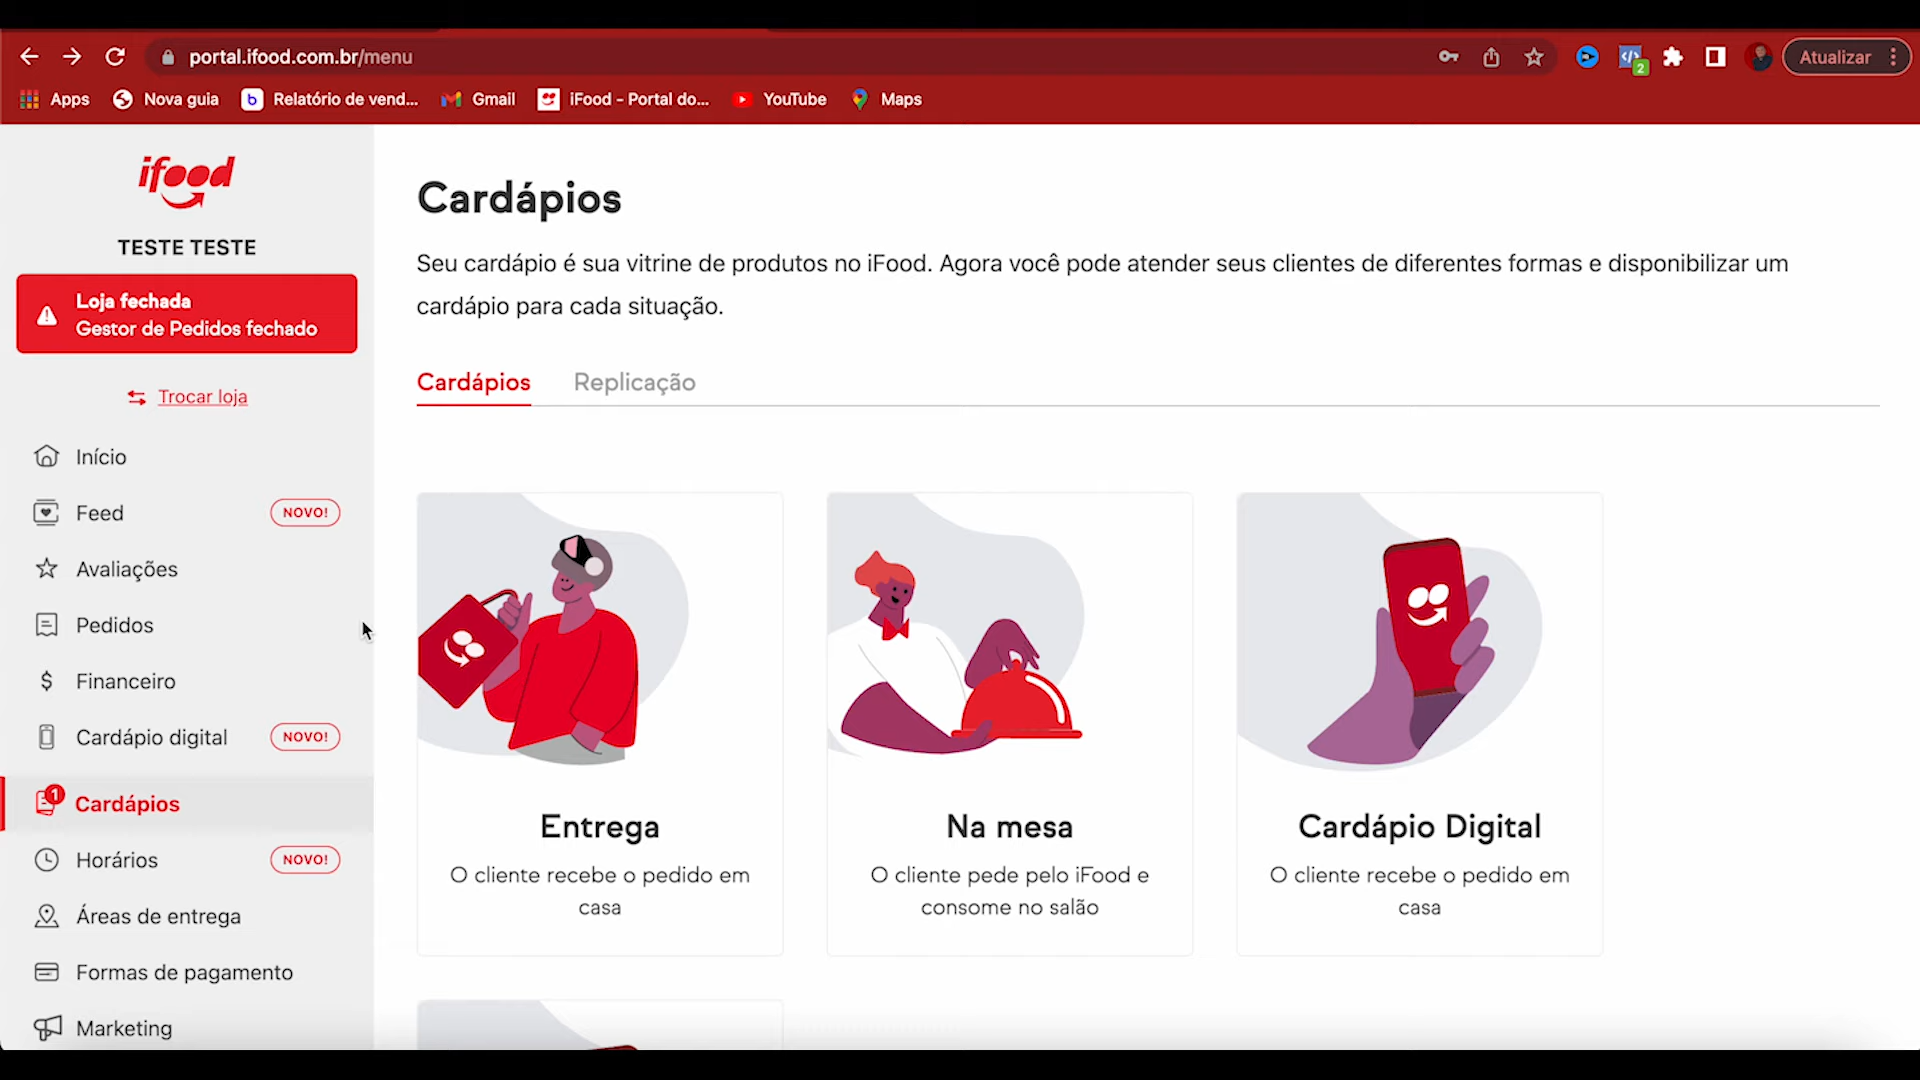 portal.ifood.com.br/menu
Atualizar
Apps
Nova guia
Relatório de vend...
Gmail
iFood - Portal do...
YouTube
Maps
2
ifood
TESTE TESTE
Loja fechada
Gestor de Pedidos fechado
Trocar loja
Início
Feed NOVO!
Avaliações
Pedidos
Financeiro
Cardápio digital NOVO!
1
Cardápios
Horários NOVO!
Áreas de entrega
Formas de pagamento
Marketing
Cardápios
Seu cardápio é sua vitrine de produtos no iFood. Agora você pode atender seus clientes de diferentes formas e disponibilizar um
cardápio para cada situação.
Cardápios
Replicação
Entrega
O cliente recebe o pedido em
casa
Na mesa
O cliente pede pelo iFood e
consome no salão
Cardápio Digital
O cliente recebe o pedido em
casa